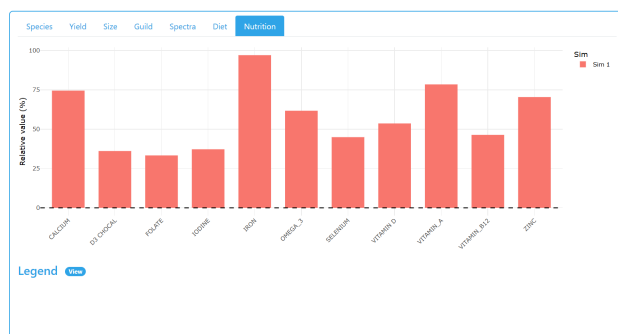 Species Yield Size Guild Spectra Diet Nutrition
100
75
50
25
0
Relative value (%)
CALCIUM
D3 CHOCAL
FOLATE
IODINE
IRON
OMEGA_3
SELENIUM
VITAMIN D
VITAMIN_A
VITAMIN_B12
ZINC
Sim
Sim 1
Legend View